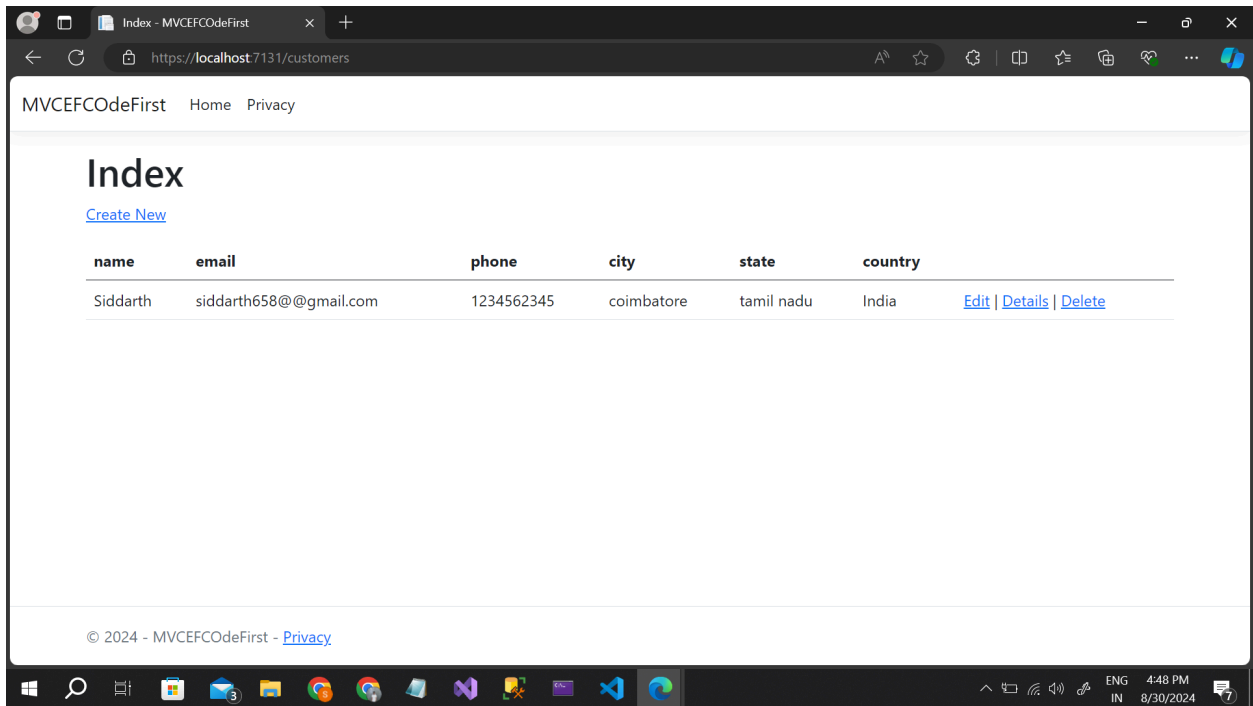 Index - MVCEFCOdeFirst
https://localhost:7131/customers
MVCEFCOdeFirst Home Privacy
Index
Create New
name email phone city state country
Siddarth siddarth658@@gmail.com 1234562345 coimbatore tamil nadu India Edit | Details | Delete
© 2024 - MVCEFCOdeFirst - Privacy
3
ENG 4:48 PM
IN 8/30/2024
7